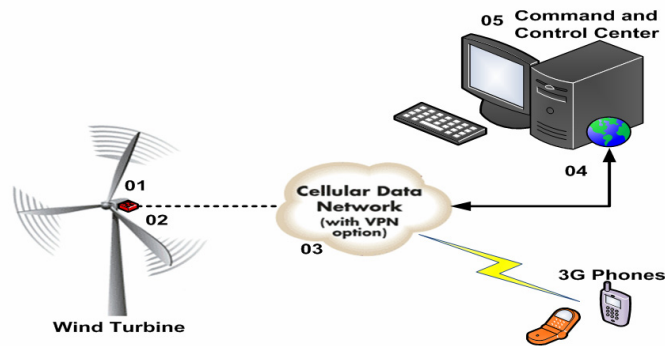 05 Command and
Control Center
04
01
02
Cellular Data
Network
(with VPN
option)
03
3G Phones
Wind Turbine